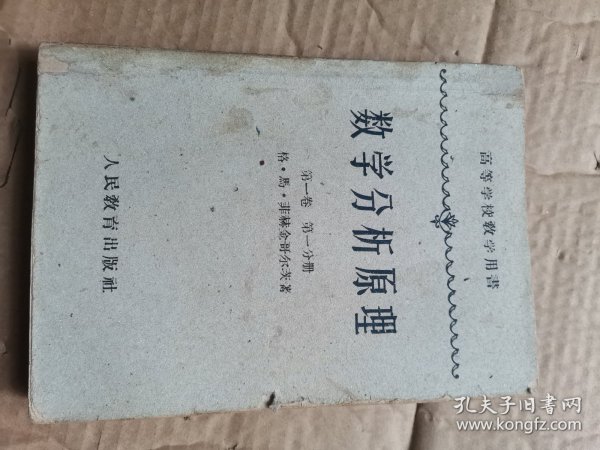 高等学校教学用書
数学分析原理
第一卷 第一分册
格·馬·菲赫金哥尔茨著
人民教育出版社
孔夫子旧书网
www.kongfz.com